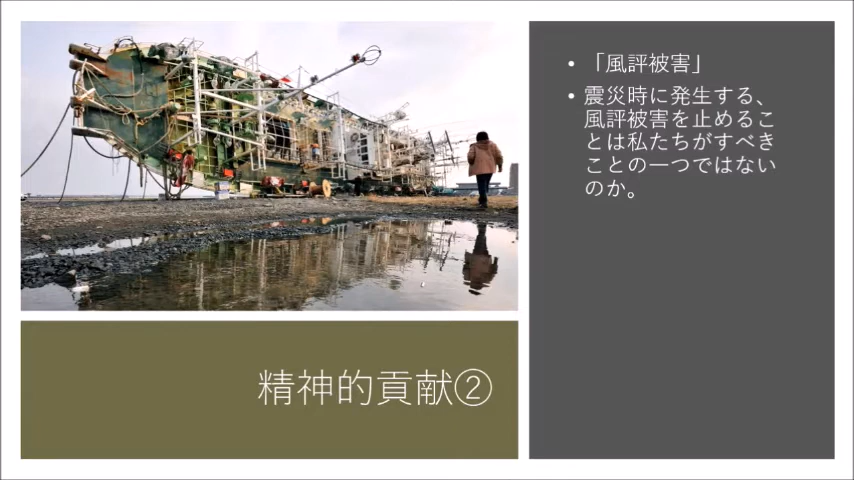 精神的貢献②
• 「風評被害」
• 震災時に発生する、
風評被害を止めるこ
とは私たちがすべき
ことの一つではない
のか。